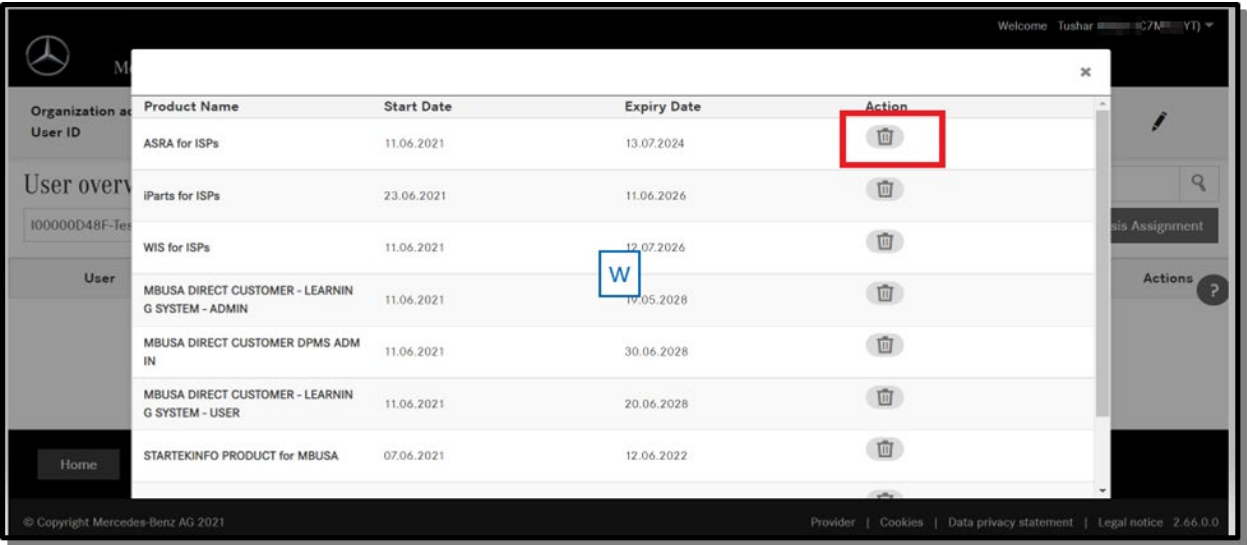 Welcome Tushar
Organization
User ID
Product Name Start Date Expiry Date Action
ASRA for ISPs 11.06.2021 13.07.2024
iParts for ISPs 23.06.2021 11.06.2026
WIS for ISPs 11.06.2021 12.07.2026
MBUSA DIRECT CUSTOMER - LEARNIN
G SYSTEM - ADMIN 11.06.2021 19.05.2028
MBUSA DIRECT CUSTOMER DPMS ADM
IN 11.06.2021 30.06.2028
MBUSA DIRECT CUSTOMER - LEARNIN
G SYSTEM - USER 11.06.2021 20.06.2028
STARTEKINFO PRODUCT for MBUSA 07.06.2021 12.06.2022
User overv
I00000D48F-Tes
sis Assignment
User
Actions
?
W
Home
© Copyright Mercedes-Benz AG 2021
Provider | Cookies | Data privacy statement | Legal notice 2.66.0.0